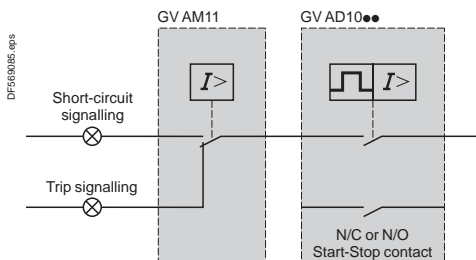 GV AM11
GV AD10●●
DF569085.eps
I>
I>
Short-circuit
signalling
Trip signalling
N/C or N/O
Start-Stop contact